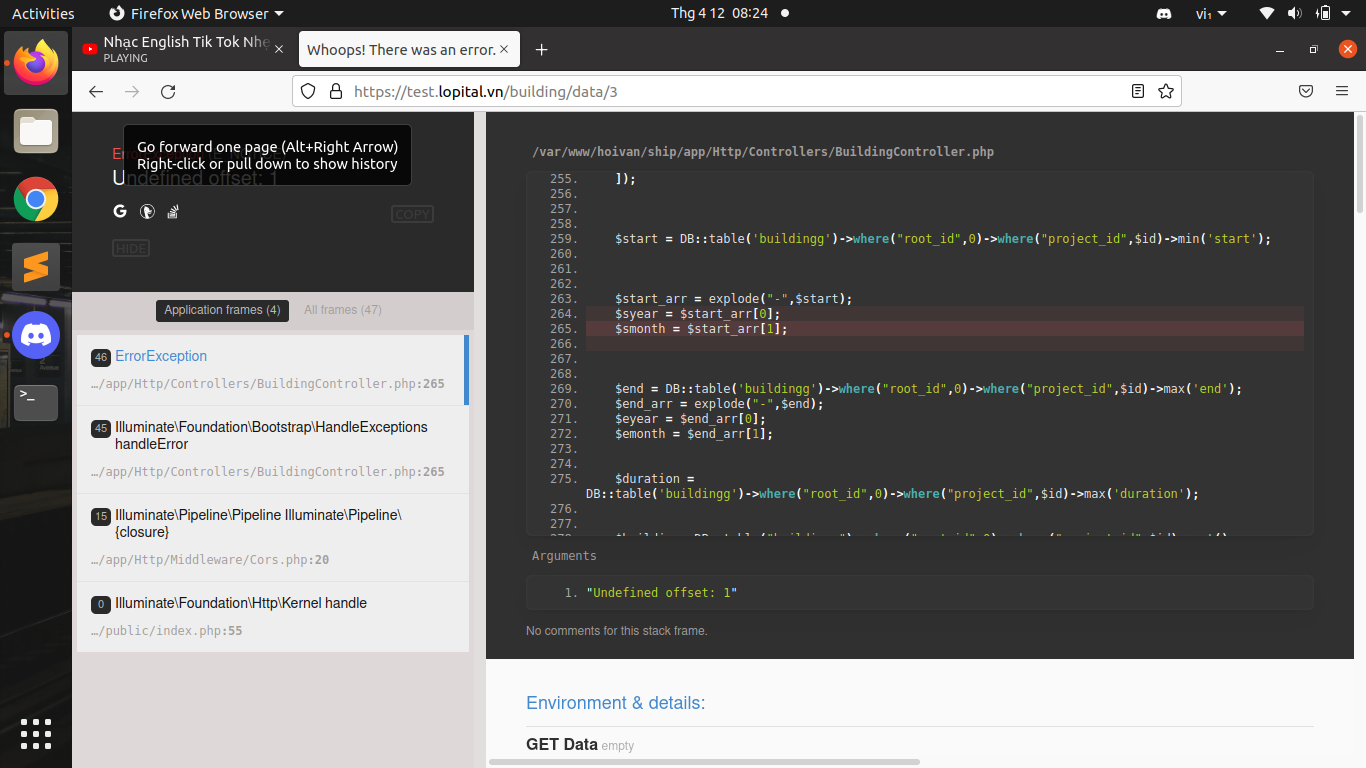 Activities
Firefox Web Browser
Thg 4 12 08:24
vi₁
Nhạc English Tik Tok Nhẹ
PLAYING
Whoops! There was an error.
https://test.lopital.vn/building/data/3
Go forward one page (Alt+Right Arrow)
Right-click or pull down to show history
Undefined offset: 1
COPY
HIDE
Application frames (4)
All frames (47)
46 ErrorException
…/app/Http/Controllers/BuildingController.php:265
45 Illuminate\Foundation\Bootstrap\HandleExceptions
handleError
…/app/Http/Controllers/BuildingController.php:265
15 Illuminate\Pipeline\Pipeline Illuminate\Pipeline\
{closure}
…/app/Http/Middleware/Cors.php:20
0 Illuminate\Foundation\Http\Kernel handle
…/public/index.php:55
/var/www/hoivan/ship/app/Http/Controllers/BuildingController.php
255. ]);
256.
257.
258.
259. $start = DB::table('buildingg')->where("root_id",0)->where("project_id",$id)->min('start');
260.
261.
262.
263. $start_arr = explode("-",$start);
264. $syear = $start_arr[0];
265. $smonth = $start_arr[1];
266.
267.
268.
269. $end = DB::table('buildingg')->where("root_id",0)->where("project_id",$id)->max('end');
270. $end_arr = explode("-",$end);
271. $eyear = $end_arr[0];
272. $emonth = $end_arr[1];
273.
274.
275. $duration =
DB::table('buildingg')->where("root_id",0)->where("project_id",$id)->max('duration');
276.
277.
Arguments
1. "Undefined offset: 1"
No comments for this stack frame.
Environment & details:
GET Data empty